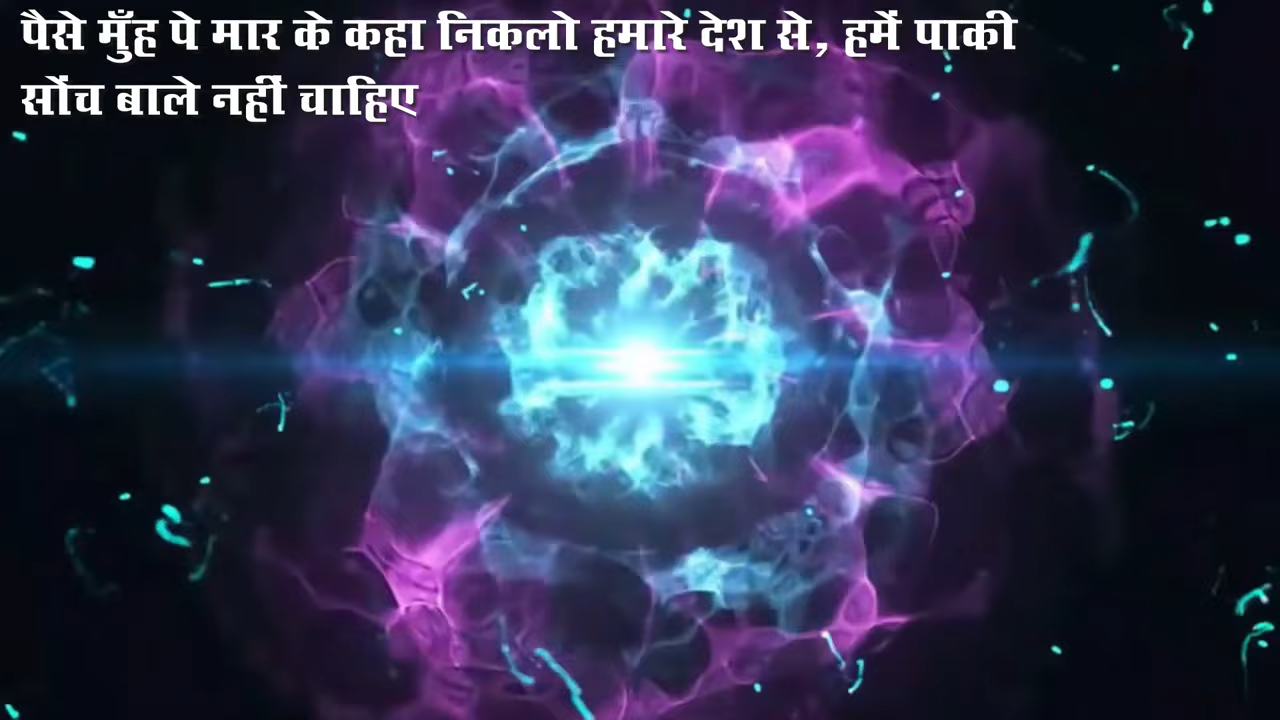 पैसे मुँह पे मार के कहा निकलो हमारे देश से, हमें पाकी
सोंच बाले नहीं चाहिए